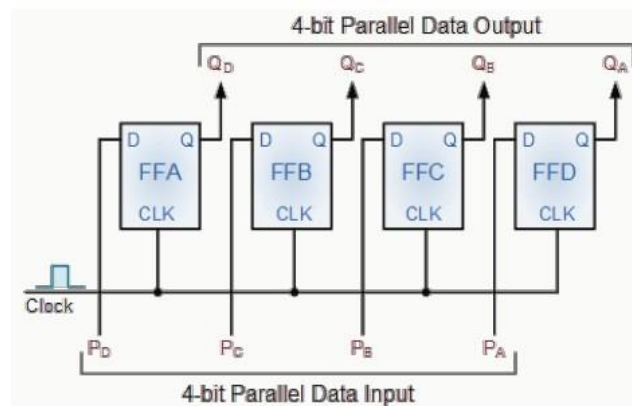 4-bit Parallel Data Output
QD QC QB QA
D Q D Q D Q D Q
FFA FFB FFC FFD
CLK CLK CLK CLK
Clock
PD PC PB PA
4-bit Parallel Data Input